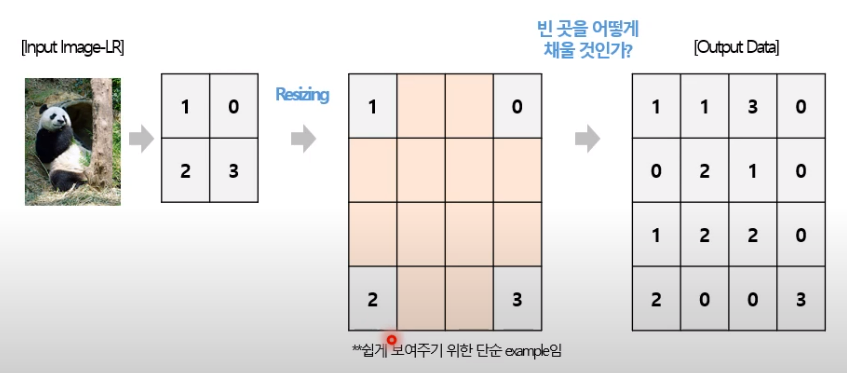 [Input Image-LR]
1 0
2 3
Resizing
1 0
2 3
빈 곳을 어떻게
채울 것인가?
[Output Data]
1 1 3 0
0 2 1 0
1 2 2 0
2 0 0 3
**쉽게 보여주기 위한 단순 example임